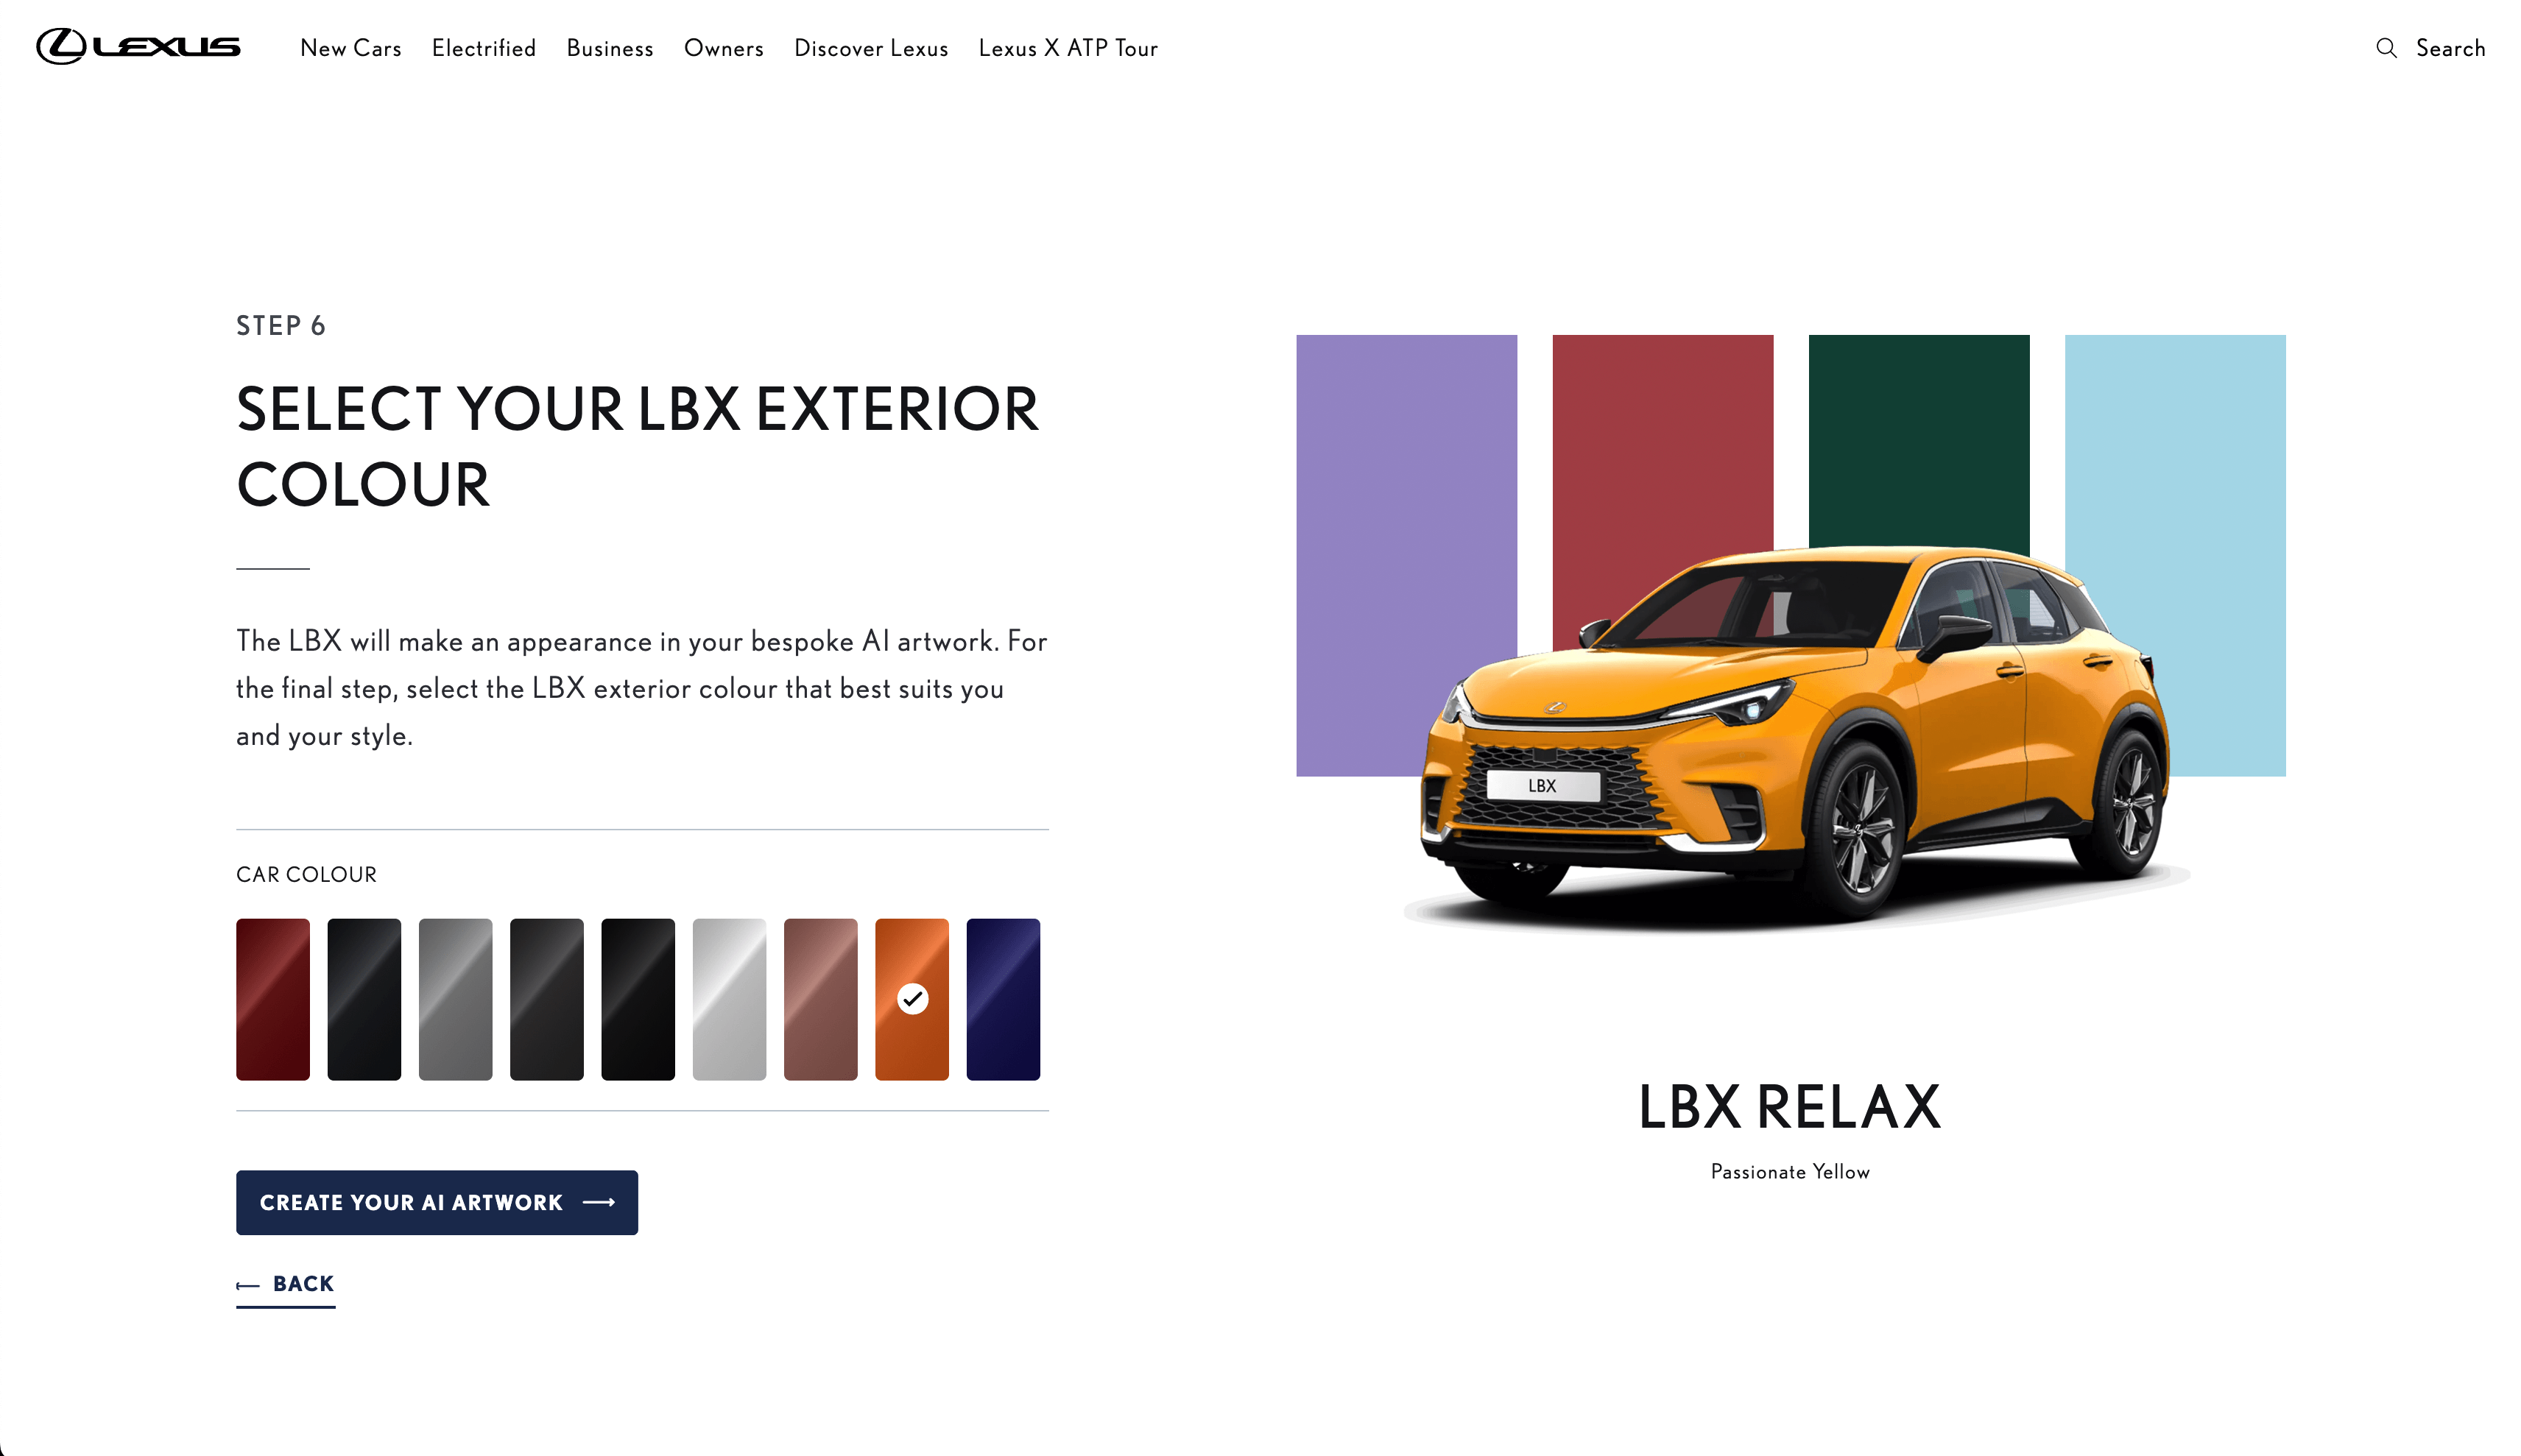 LEXUS
New Cars
Electrified
Business
Owners
Discover Lexus
Lexus X ATP Tour
Search
STEP 6
SELECT YOUR LBX EXTERIOR
COLOUR
The LBX will make an appearance in your bespoke AI artwork. For
the final step, select the LBX exterior colour that best suits you
and your style.
CAR COLOUR
CREATE YOUR AI ARTWORK
BACK
LBX
LBX RELAX
Passionate Yellow